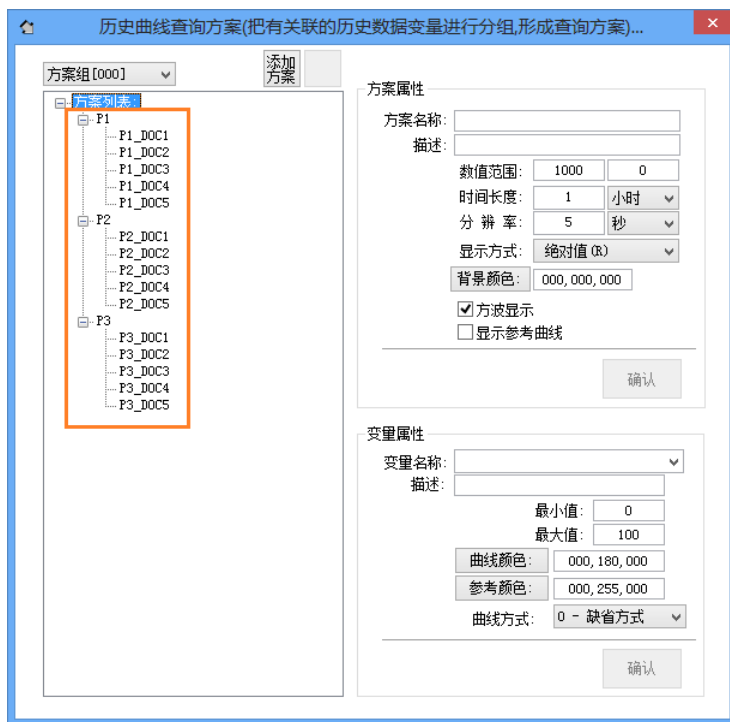 历史曲线查询方案(把有关联的历史数据变量进行分组,形成查询方案)...
方案组[000]
添加
方案
方案列表:
P1
P1_DOC1
P1_DOC2
P1_DOC3
P1_DOC4
P1_DOC5
P2
P2_DOC1
P2_DOC2
P2_DOC3
P2_DOC4
P2_DOC5
P3
P3_DOC1
P3_DOC2
P3_DOC3
P3_DOC4
P3_DOC5
方案属性
方案名称:
描述:
数值范围: 1000 0
时间长度: 1 小时
分 辨 率: 5 秒
显示方式: 绝对值(R)
背景颜色: 000,000,000
方波显示
显示参考曲线
确认
变里属性
变里名称:
描述:
最小值: 0
最大值: 100
曲线颜色: 000,180,000
参考颜色: 000,255,000
曲线方式: 0 - 缺省方式
确认